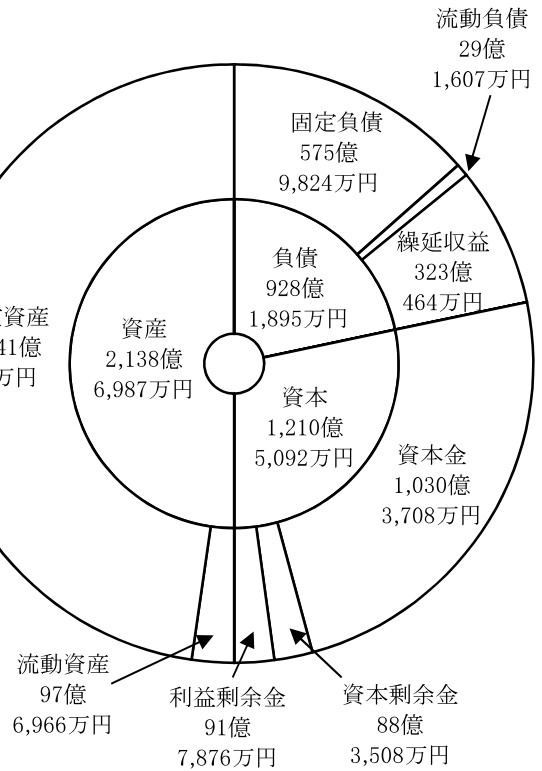 流動負債
29億
1,607万円
固定負債
575億
9,824万円
繰延収益
323億
464万円
負債
928億
1,895万円
資産
41億
万円
資産
2,138億
6,987万円
資本
1,210億
5,092万円
資本金
1,030億
3,708万円
流動資産
97億
6,966万円
利益剰余金
91億
7,876万円
資本剰余金
88億
3,508万円